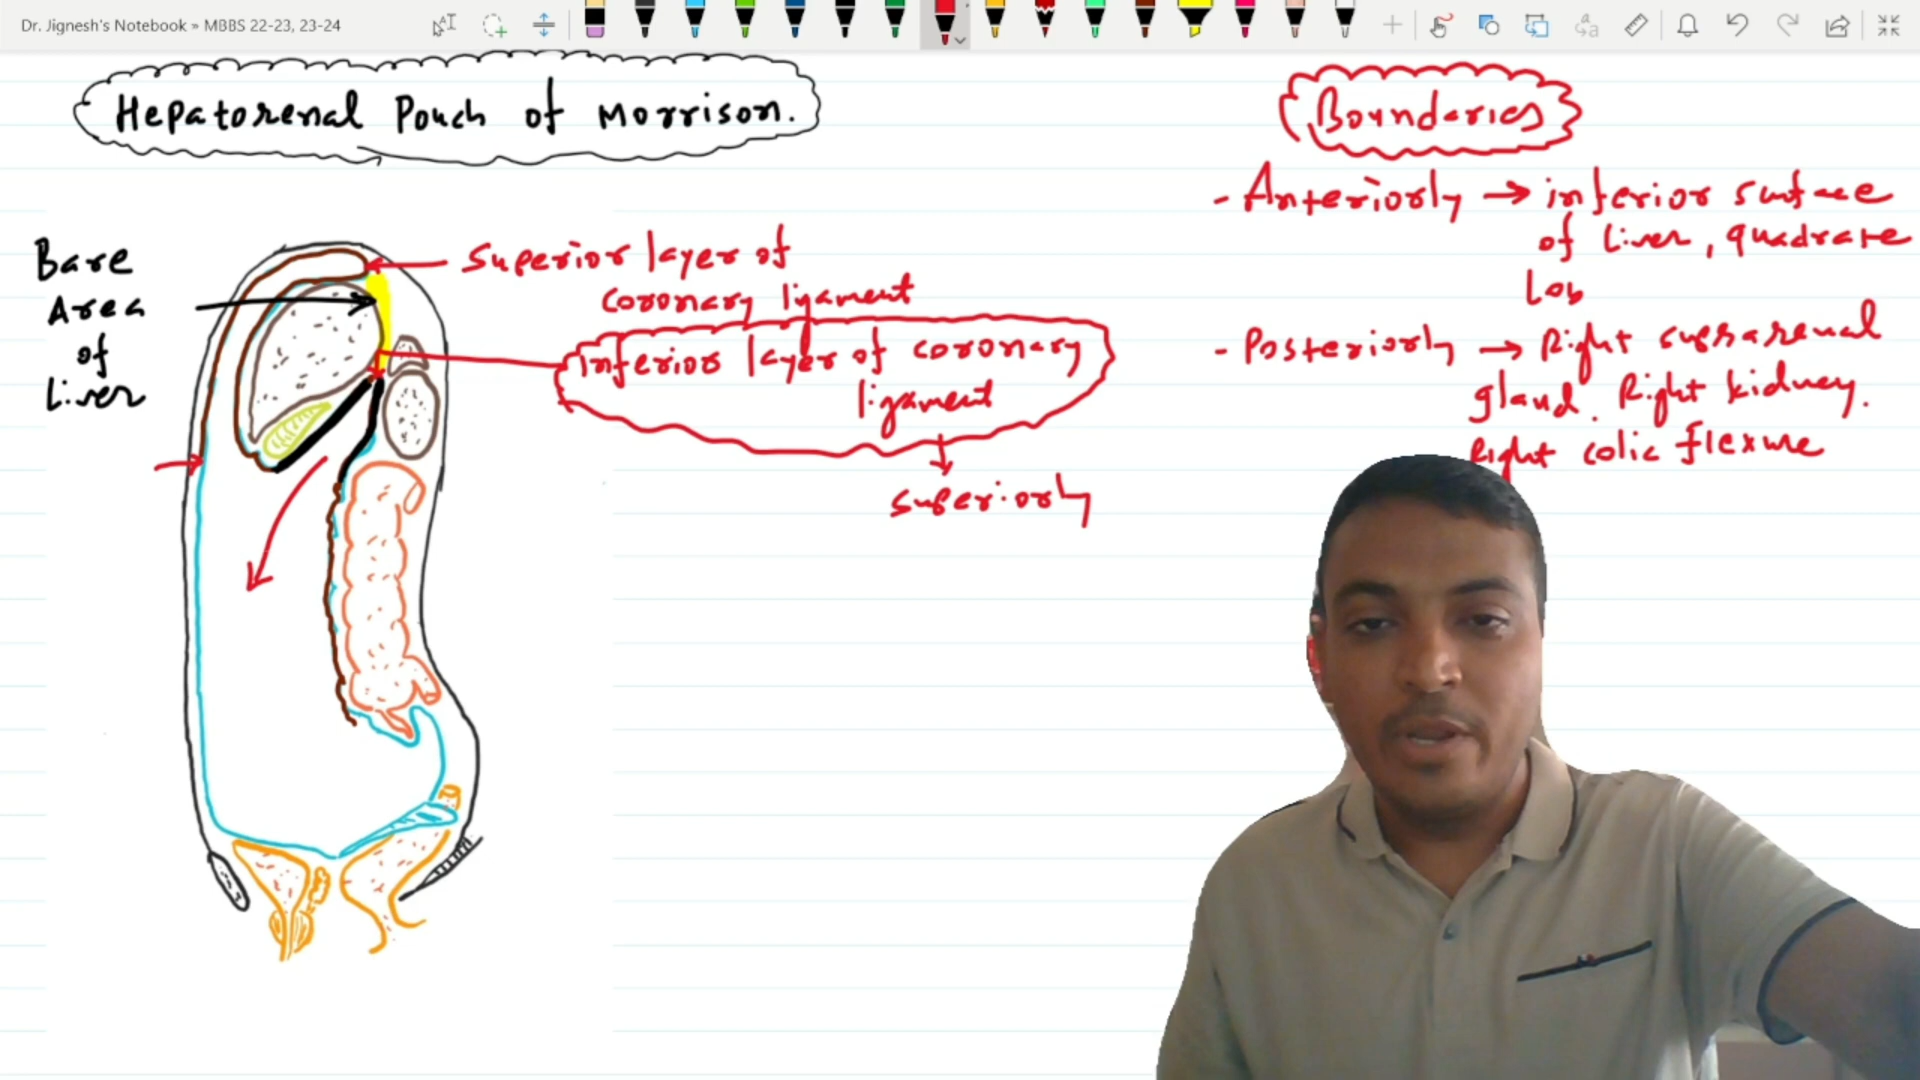 Dr. Jignesh's Notebook » MBBS 22-23, 23-24
Hepatorenal Pouch of Morrison.
Boundaries
- Anteriorly → inferior surface
of liver, quadrate
Lob
- Posteriorly → Right suprarenal
gland. Right kidney.
Right colic flexure
Bare
Area
of
Liver
Superior layer of
coronary ligament
Inferior layer of coronary
ligament
superiorly